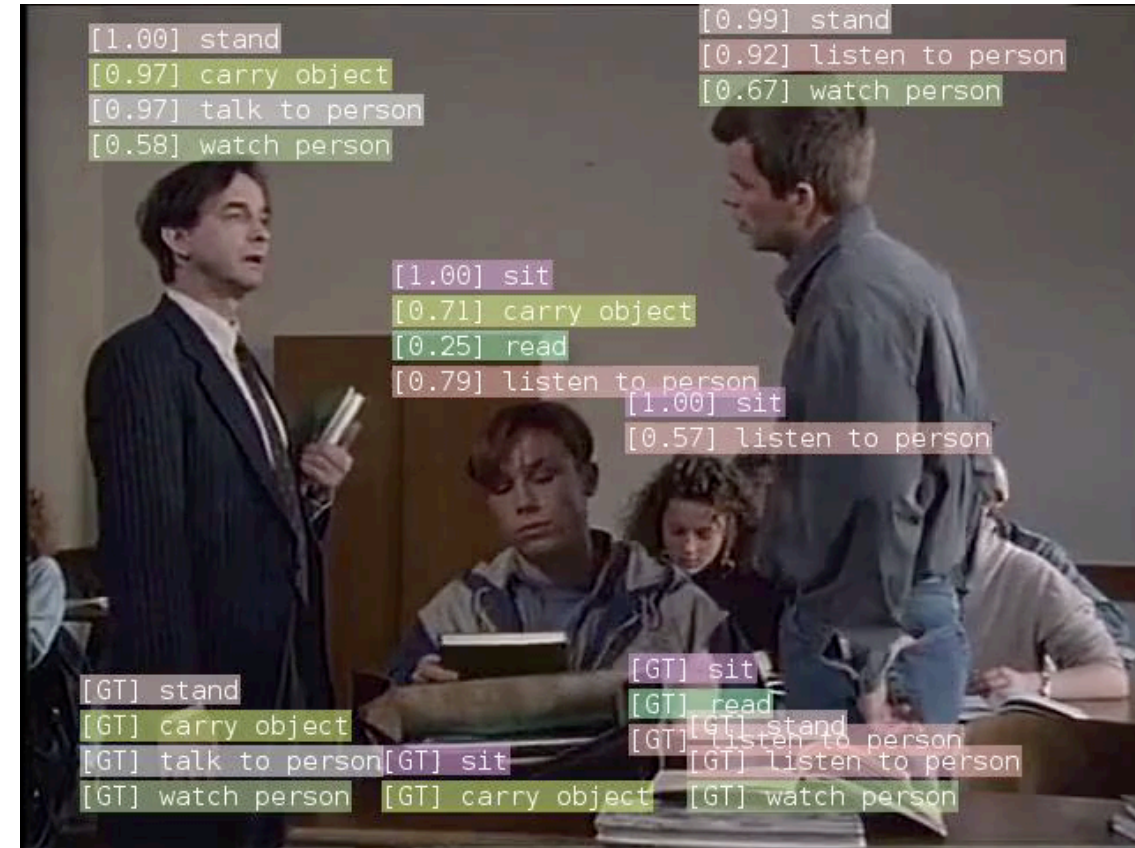 [1.00] stand
[0.97] carry object
[0.97] talk to person
[0.58] watch person
[0.99] stand
[0.92] listen to person
[0.67] watch person
[1.00] sit
[0.71] carry object
[0.25] read
[0.79] listen to person
[1.00] sit
[0.57] listen to person
[GT] stand
[GT] carry object
[GT] talk to person
[GT] watch person
[GT] sit
[GT] carry object
[GT] sit
[GT] read
[GT] listen to person
[GT] stand
[GT] listen to person
[GT] watch person